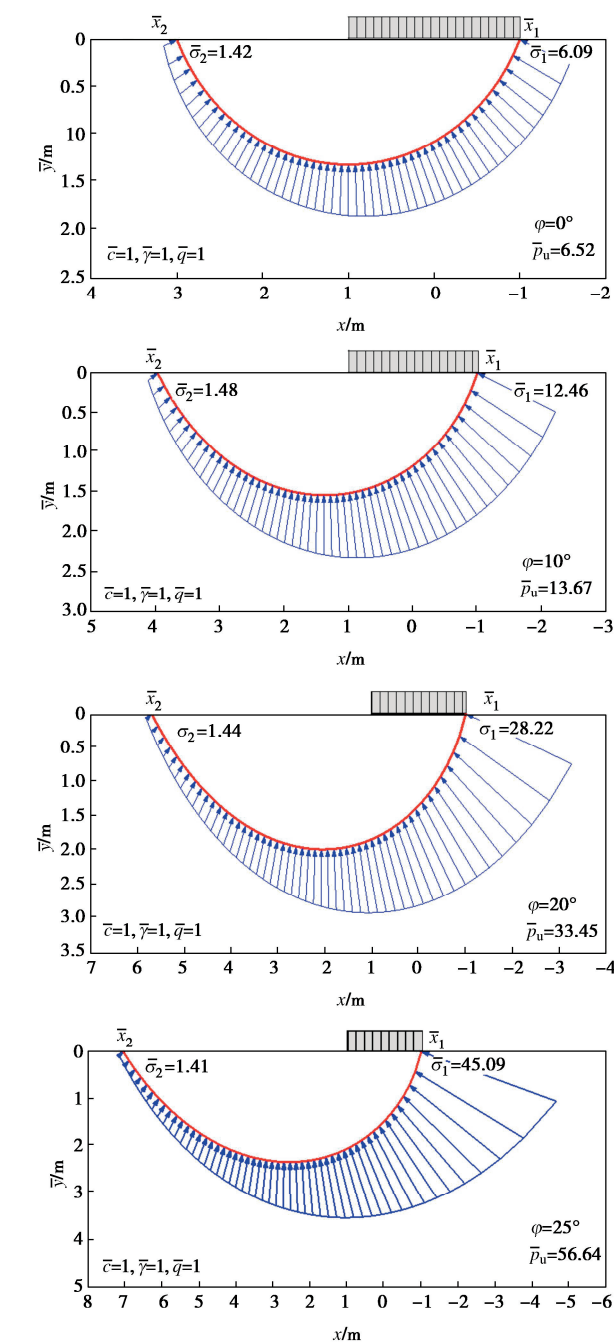 x̄₂ x̄₁
0 σ̄₂=1.42 σ̄₁=6.09
0.5
10
1.5
2.0 φ=0°
c̄=1, γ̄=1, q̄=1 p̄ᵤ=6.52
2.5
ȳ/m
4 3 2 1 0 −1 −2
x/m
x̄₂ x̄₁
0 σ̄₂=1.48 σ̄₁=12.46
0.5
1.0
1.5
2.0
2.5 φ=10°
c̄=1, γ̄=1, q̄=1 p̄ᵤ=13.67
3.0
ȳ/m
5 4 3 2 1 0 −1 −2 −3
x/m
x̄₂ x̄₁
0 σ₂=1.44 σ₁=28.22
0.5
1.0
1.5
2.0
2.5
3.0 φ=20°
c̄=1, γ̄=1, q̄=1 p̄ᵤ=33.45
3.5
ȳ/m
7 6 5 4 3 2 1 0 −1 −2 −3 −4
x/m
x̄₂ x̄₁
0 σ̄₂=1.41 σ̄₁=45.09
1
2
3
4 φ=25°
c̄=1, γ̄=1, q̄=1 p̄ᵤ=56.64
5
ȳ/m
8 7 6 5 4 3 2 1 0 −1 −2 −3 −4 −5 −6
x/m